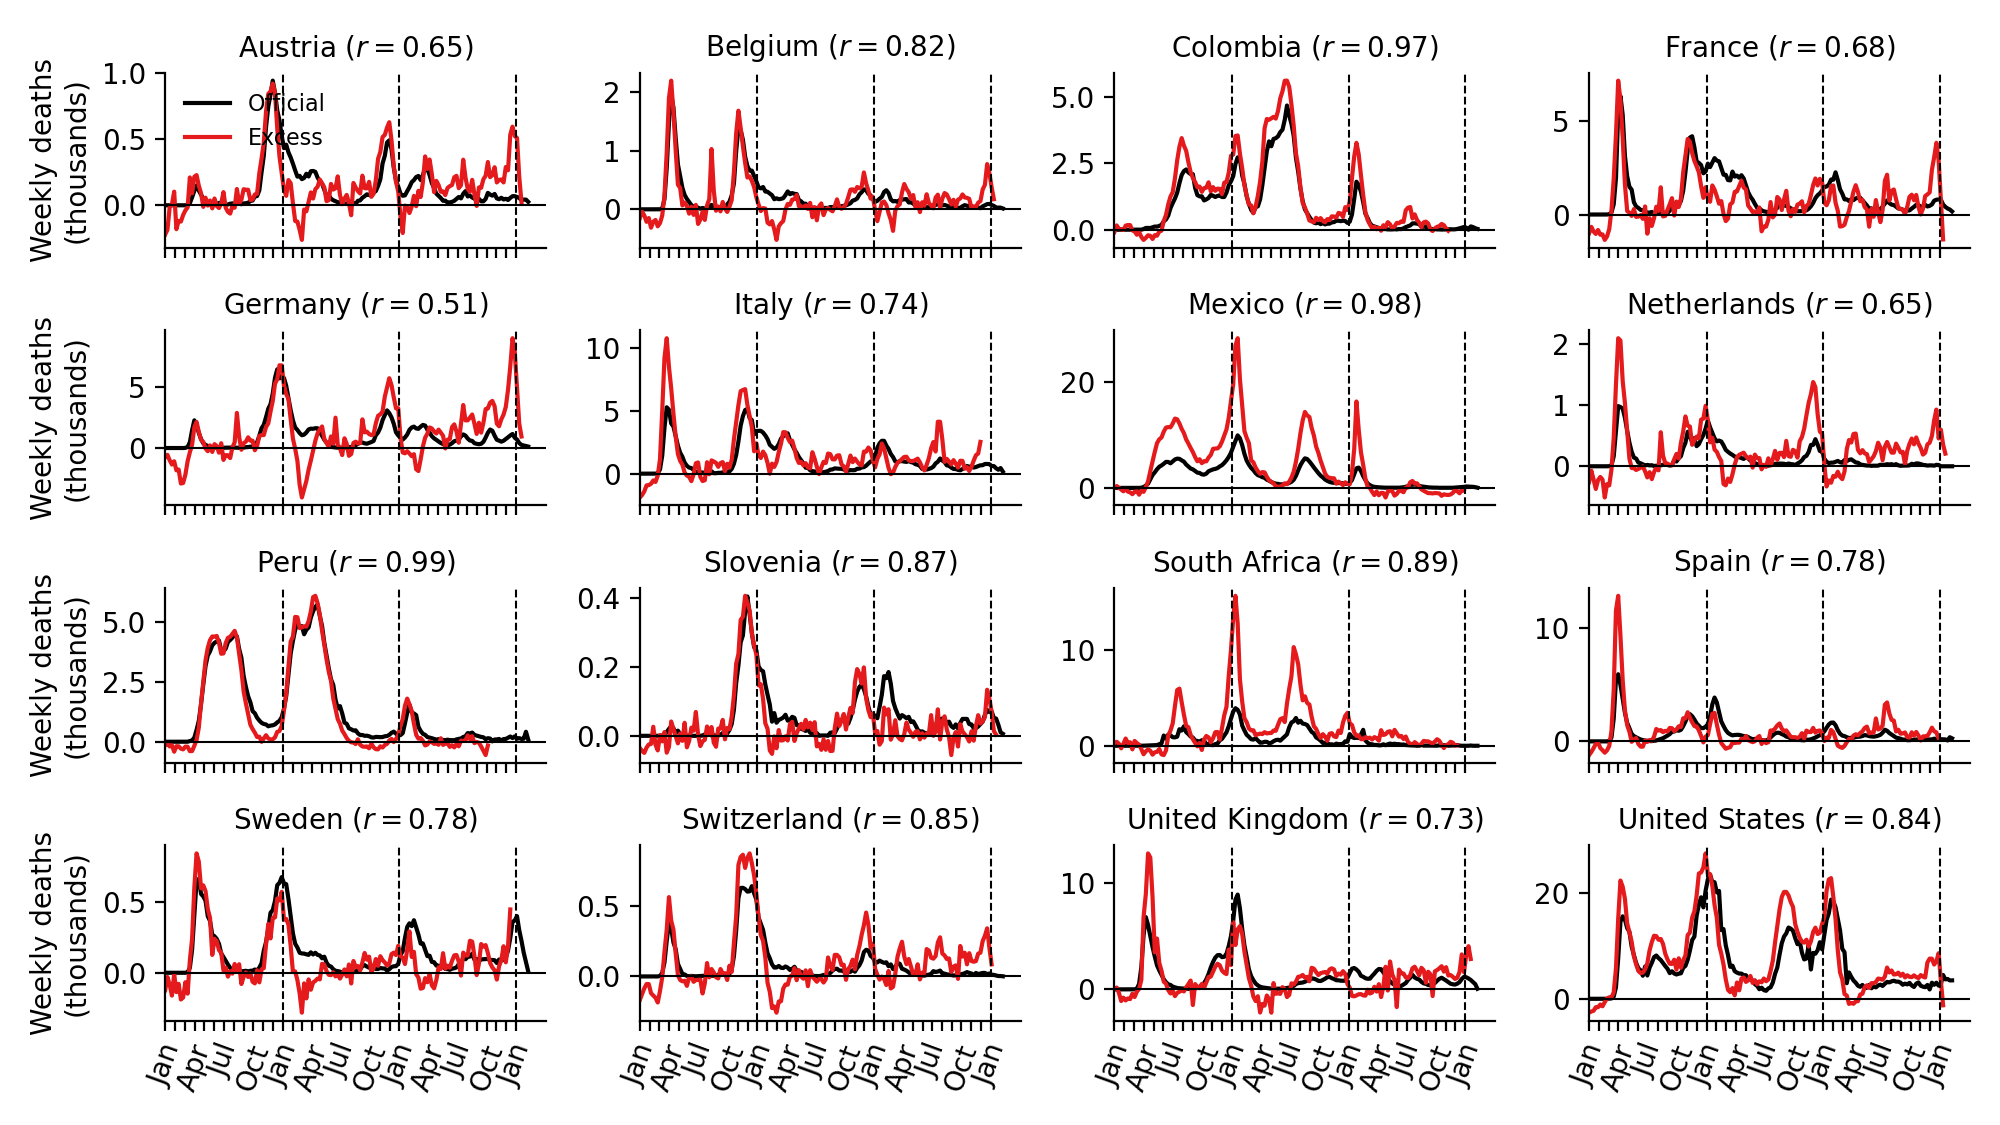 Austria (r = 0.65)
Belgium (r = 0.82)
Colombia (r = 0.97)
France (r = 0.68)
Weekly deaths
(thousands)
1.0
0.5
0.0
Official
Excess
2
1
0
5.0
2.5
0.0
5
0
Germany (r = 0.51)
Italy (r = 0.74)
Mexico (r = 0.98)
Netherlands (r = 0.65)
Weekly deaths
(thousands)
5
0
10
5
0
20
0
2
1
0
Peru (r = 0.99)
Slovenia (r = 0.87)
South Africa (r = 0.89)
Spain (r = 0.78)
Weekly deaths
(thousands)
5.0
2.5
0.0
0.4
0.2
0.0
10
0
10
0
Sweden (r = 0.78)
Switzerland (r = 0.85)
United Kingdom (r = 0.73)
United States (r = 0.84)
Weekly deaths
(thousands)
0.5
0.0
0.5
0.0
10
0
20
0
Jan Apr Jul Oct Jan Apr Jul Oct Jan Apr Jul Oct Jan
Jan Apr Jul Oct Jan Apr Jul Oct Jan Apr Jul Oct Jan
Jan Apr Jul Oct Jan Apr Jul Oct Jan Apr Jul Oct Jan
Jan Apr Jul Oct Jan Apr Jul Oct Jan Apr Jul Oct Jan